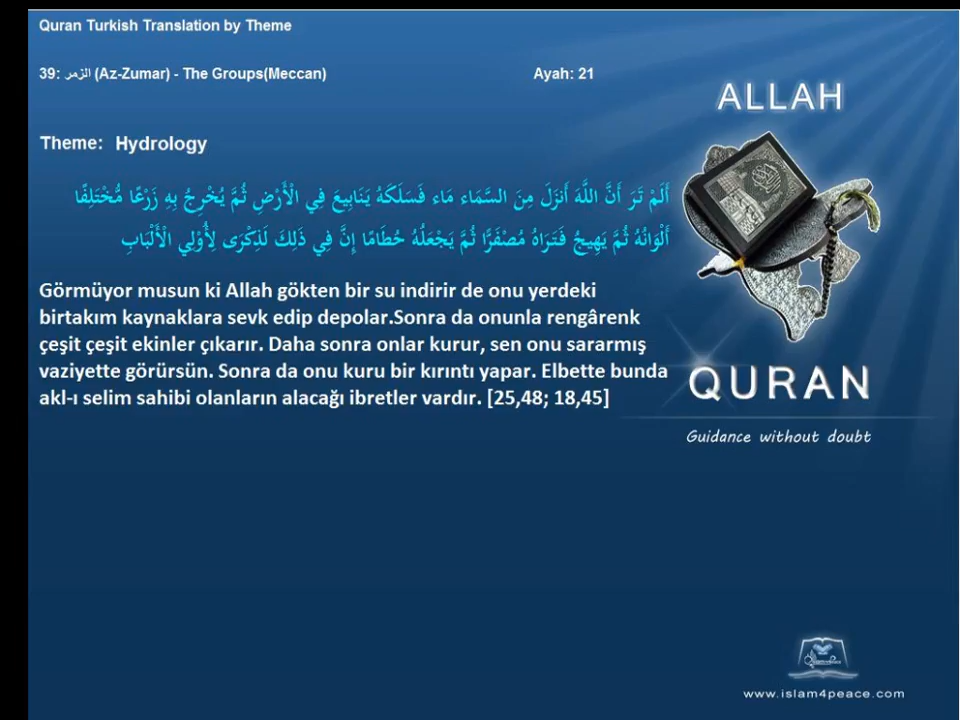 Quran Turkish Translation by Theme
39: الزمر (Az-Zumar) - The Groups(Meccan)
Ayah: 21
Theme: Hydrology
أَلَمْ تَرَ أَنَّ اللَّهَ أَنزَلَ مِنَ السَّمَاء مَاء فَسَلَكَهُ يَنَابِيعَ فِي الْأَرْضِ ثُمَّ يُخْرِجُ بِهِ زَرْعًا مُّخْتَلِفًا
أَلْوَانُهُ ثُمَّ يَهِيجُ فَتَرَاهُ مُصْفَرًّا ثُمَّ يَجْعَلُهُ حُطَامًا إِنَّ فِي ذَلِكَ لَذِكْرَى لِأُوْلِي الْأَلْبَابِ
Görmüyor musun ki Allah gökten bir su indirir de onu yerdeki
birtakım kaynaklara sevk edip depolar.Sonra da onunla rengârenk
çeşit çeşit ekinler çıkarır. Daha sonra onlar kurur, sen onu sararmış
vaziyette görürsün. Sonra da onu kuru bir kırıntı yapar. Elbette bunda
akl-ı selim sahibi olanların alacağı ibretler vardır. [25,48; 18,45]
ALLAH
QURAN
Guidance without doubt
www.islam4peace.com